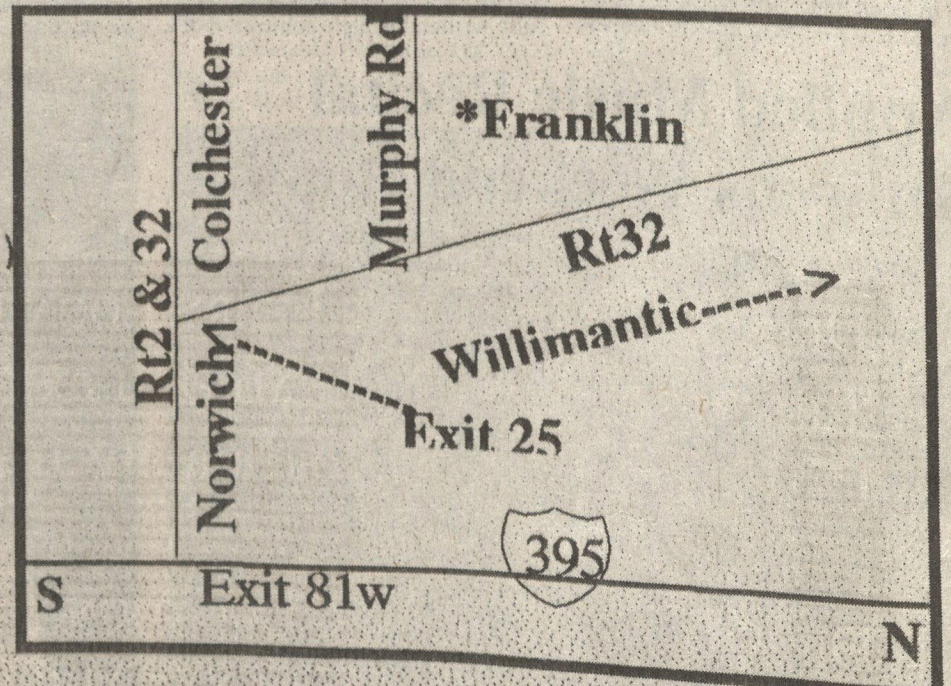 Colchester
Murphy Rd
*Franklin
Rt2 & 32
Rt32
Willimantic
Norwich
Exit 25
395
S
Exit 81w
N